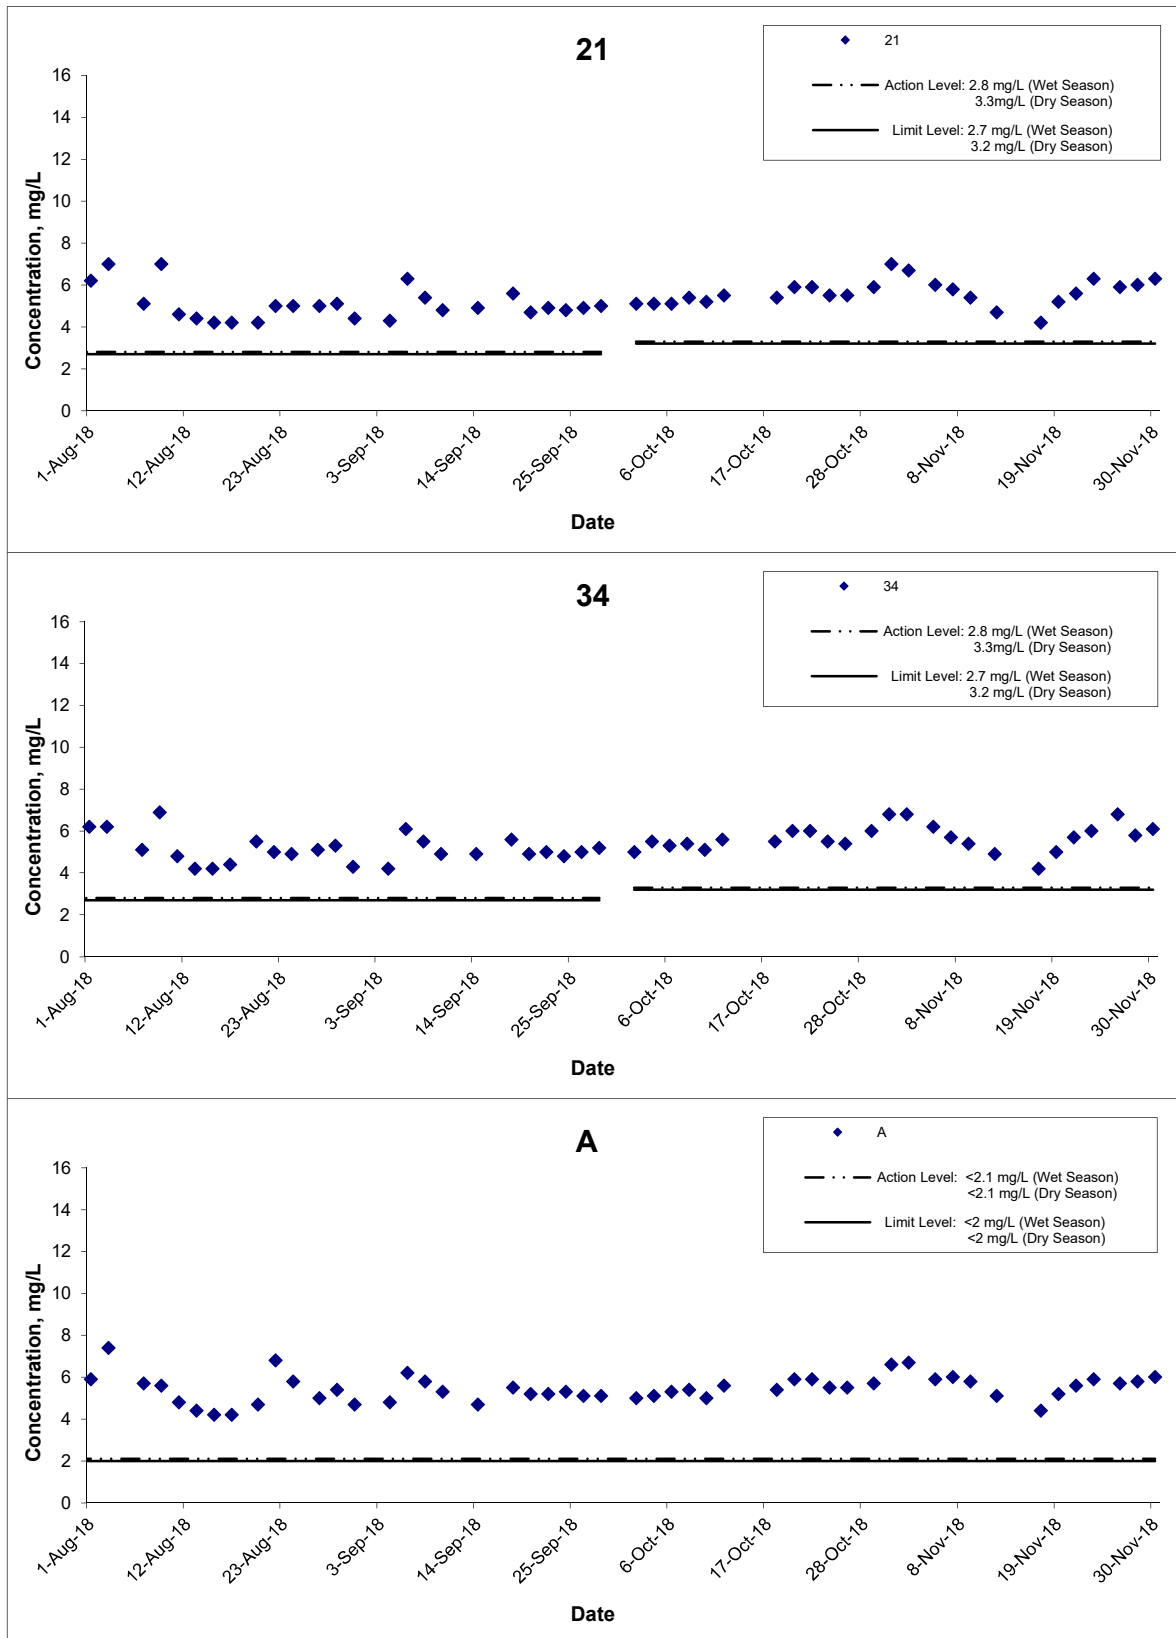 21
21
Action Level: 2.8 mg/L (Wet Season)
3.3mg/L (Dry Season)
Limit Level: 2.7 mg/L (Wet Season)
3.2 mg/L (Dry Season)
Concentration, mg/L
16
14
12
10
8
6
4
2
0
1-Aug-18
12-Aug-18
23-Aug-18
3-Sep-18
14-Sep-18
25-Sep-18
6-Oct-18
17-Oct-18
28-Oct-18
8-Nov-18
19-Nov-18
30-Nov-18
Date
34
34
Action Level: 2.8 mg/L (Wet Season)
3.3mg/L (Dry Season)
Limit Level: 2.7 mg/L (Wet Season)
3.2 mg/L (Dry Season)
Concentration, mg/L
16
14
12
10
8
6
4
2
0
1-Aug-18
12-Aug-18
23-Aug-18
3-Sep-18
14-Sep-18
25-Sep-18
6-Oct-18
17-Oct-18
28-Oct-18
8-Nov-18
19-Nov-18
30-Nov-18
Date
A
A
Action Level: <2.1 mg/L (Wet Season)
<2.1 mg/L (Dry Season)
Limit Level: <2 mg/L (Wet Season)
<2 mg/L (Dry Season)
Concentration, mg/L
16
14
12
10
8
6
4
2
0
1-Aug-18
12-Aug-18
23-Aug-18
3-Sep-18
14-Sep-18
25-Sep-18
6-Oct-18
17-Oct-18
28-Oct-18
8-Nov-18
19-Nov-18
30-Nov-18
Date